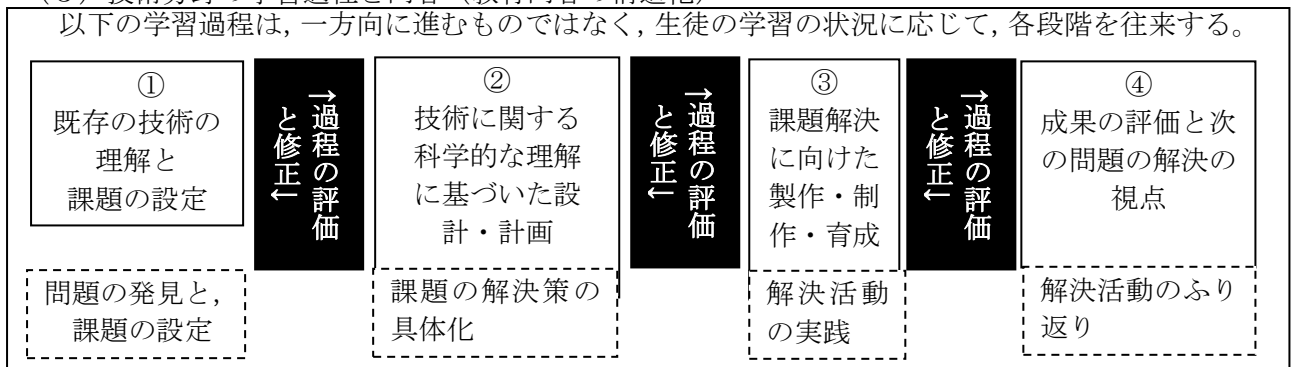 以下の学習過程は,一方向に進むものではなく,生徒の学習の状況に応じて,各段階を往来する。
①
既存の技術の
理解と
課題の設定
→過程の評価
と修正←
②
技術に関する
科学的な理解
に基づいた設
計・計画
→過程の評価
と修正←
③
課題解決
に向けた
製作・制
作・育成
→過程の評価
と修正←
④
成果の評価と次
の問題の解決の
視点
問題の発見と,
課題の設定
課題の解決策の
具体化
解決活動
の実践
解決活動のふり
返り